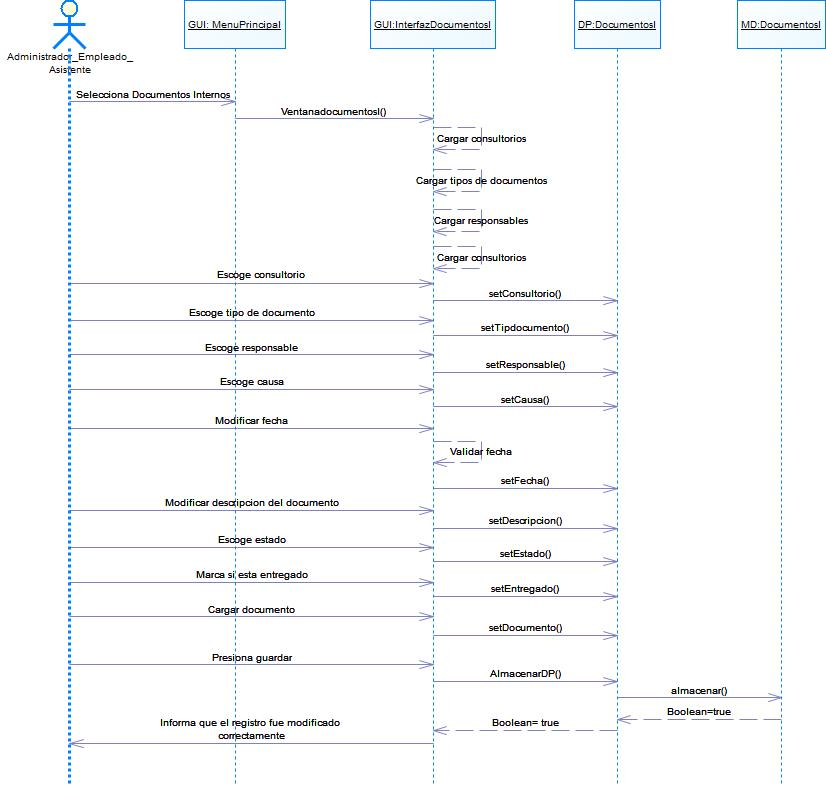 GUI: MenuPrincipal
GUI:InterfazDocumentosI
DP:DocumentosI
MD:DocumentosI
Administrador_Empleado_
Asistente
Selecciona Documentos Internos
VentanadocumentosI()
Cargar consultorios
Cargar tipos de documentos
Cargar responsables
Cargar consultorios
Escoge consultorio
setConsultorio()
Escoge tipo de documento
setTipdocumento()
Escoge responsable
setResponsable()
Escoge causa
setCausa()
Modificar fecha
Validar fecha
setFecha()
Modificar descripcion del documento
setDescripcion()
Escoge estado
setEstado()
Marca si esta entregado
setEntregado()
Cargar documento
setDocumento()
Presiona guardar
AlmacenarDP()
almacenar()
Boolean=true
Boolean= true
Informa que el registro fue modificado
correctamente